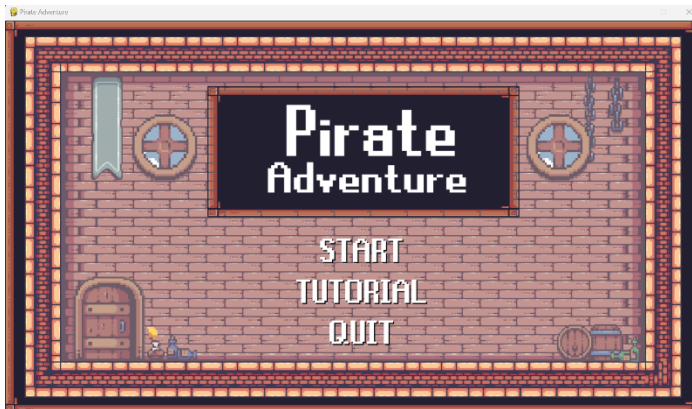 Pirate Adventure
Pirate
Adventure
START
TUTORIAL
QUIT